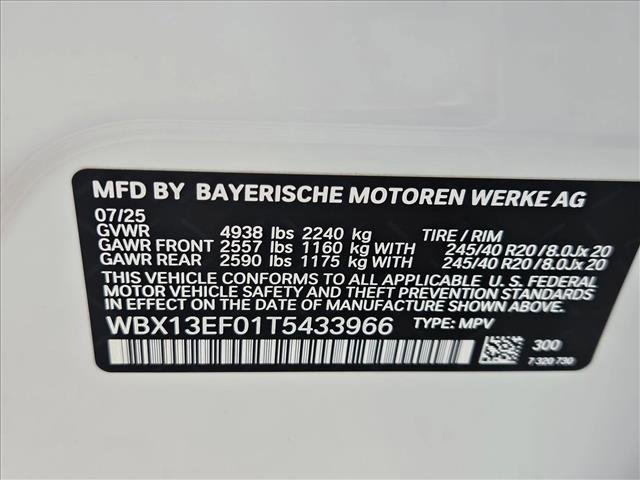 MFD BY BAYERISCHE MOTOREN WERKE AG
07/25
GVWR 4938 lbs 2240 kg TIRE / RIM
GAWR FRONT 2557 lbs 1160 kg WITH 245/40 R20 / 8.0Jx 20
GAWR REAR 2590 lbs 1175 kg WITH 245/40 R20 / 8.0Jx 20
THIS VEHICLE CONFORMS TO ALL APPLICABLE U. S. FEDERAL
MOTOR VEHICLE SAFETY AND THEFT PREVENTION STANDARDS
IN EFFECT ON THE DATE OF MANUFACTURE SHOWN ABOVE.
WBX13EF01T5433966 TYPE: MPV
300
7 320 730